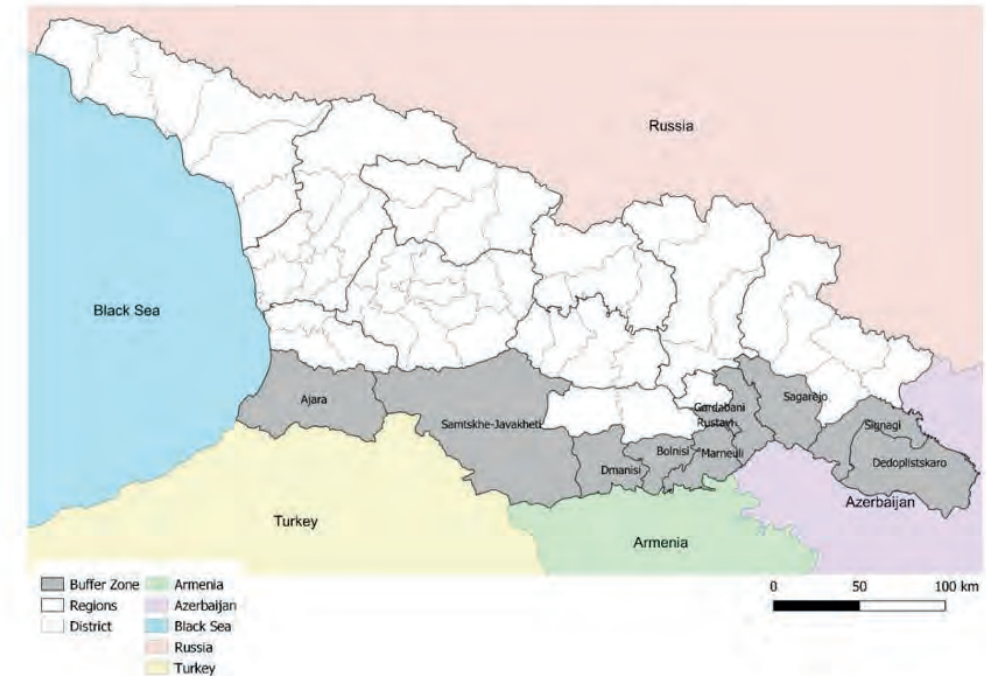 Russia
Black Sea
Ajara
Samtskhe-Javakheti
Gardabani
Rustavi
Sagarejo
Signagi
Bolnisi
Marneuli
Dmanisi
Dedoplistskaro
Azerbaijan
Turkey
Armenia
Buffer Zone
Regions
District
Armenia
Azerbaijan
Black Sea
Russia
Turkey
0 50 100 km